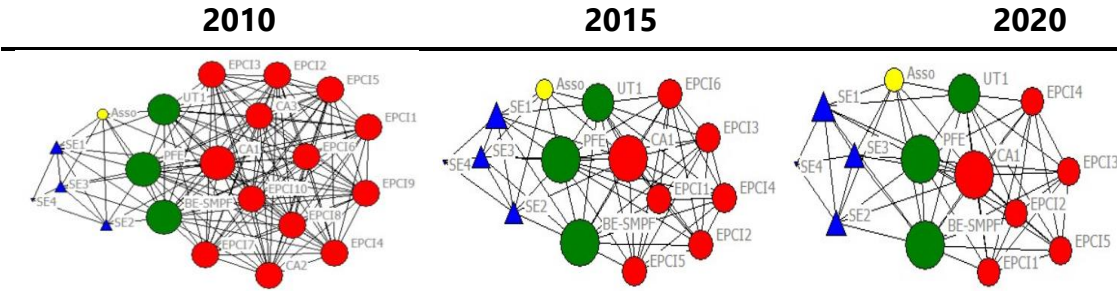 2010 2015 2020
EPCI3 EPCI2
EPCI5
UT1
CA3
Asso
EPCI1
SE1
PFE
CA1
EPCI6
SE3
EPCI10
EPCI9
SE4
BE-SMPF
SE2
EPCI8
EPCI7
EPCI4
CA2
Asso
UT1
EPCI6
SE1
PFE
CA1
EPCI3
SE3
SE4
EPCI1
EPCI4
SE2
BE-SMPF
EPCI2
EPCI5
Asso
UT1
EPCI4
SE1
PFE
CA1
SE3
EPCI3
SE4
EPCI2
SE2
BE-SMPF
EPCI5
EPCI1